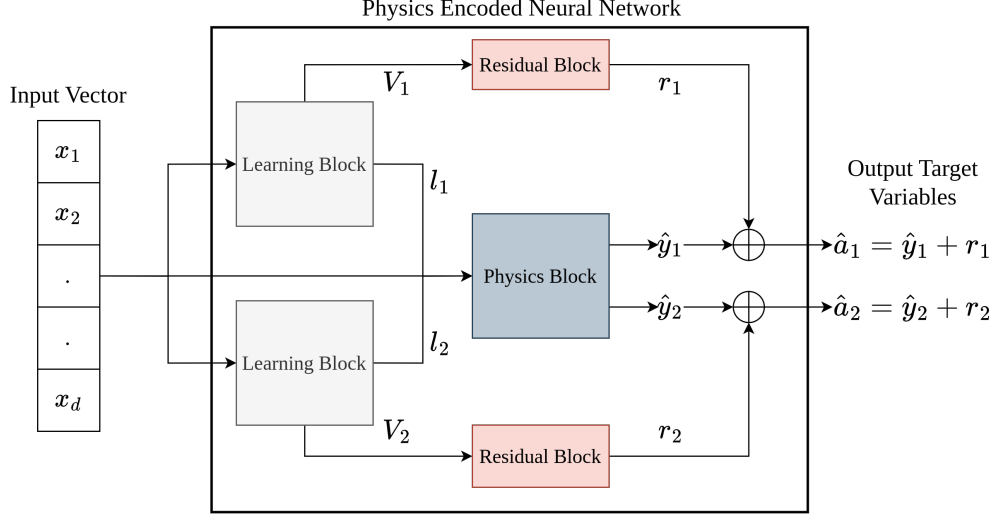 Physics Encoded Neural Network
Input Vector
x₁
x₂
.
.
x_d
Learning Block
Learning Block
V₁
V₂
l₁
l₂
Residual Block
Physics Block
Residual Block
r₁
r₂
ŷ₁
ŷ₂
Output Target
Variables
â₁ = ŷ₁ + r₁
â₂ = ŷ₂ + r₂